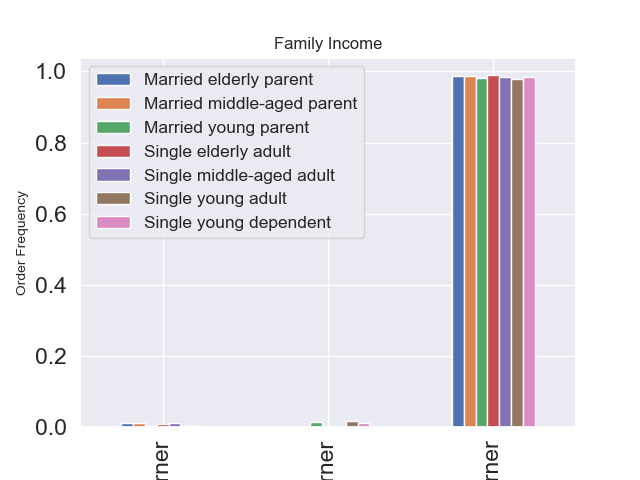 Family Income
1.0
0.8
0.6
0.4
0.2
0.0
Order Frequency
Married elderly parent
Married middle-aged parent
Married young parent
Single elderly adult
Single middle-aged adult
Single young adult
Single young dependent
rner
rner
rner